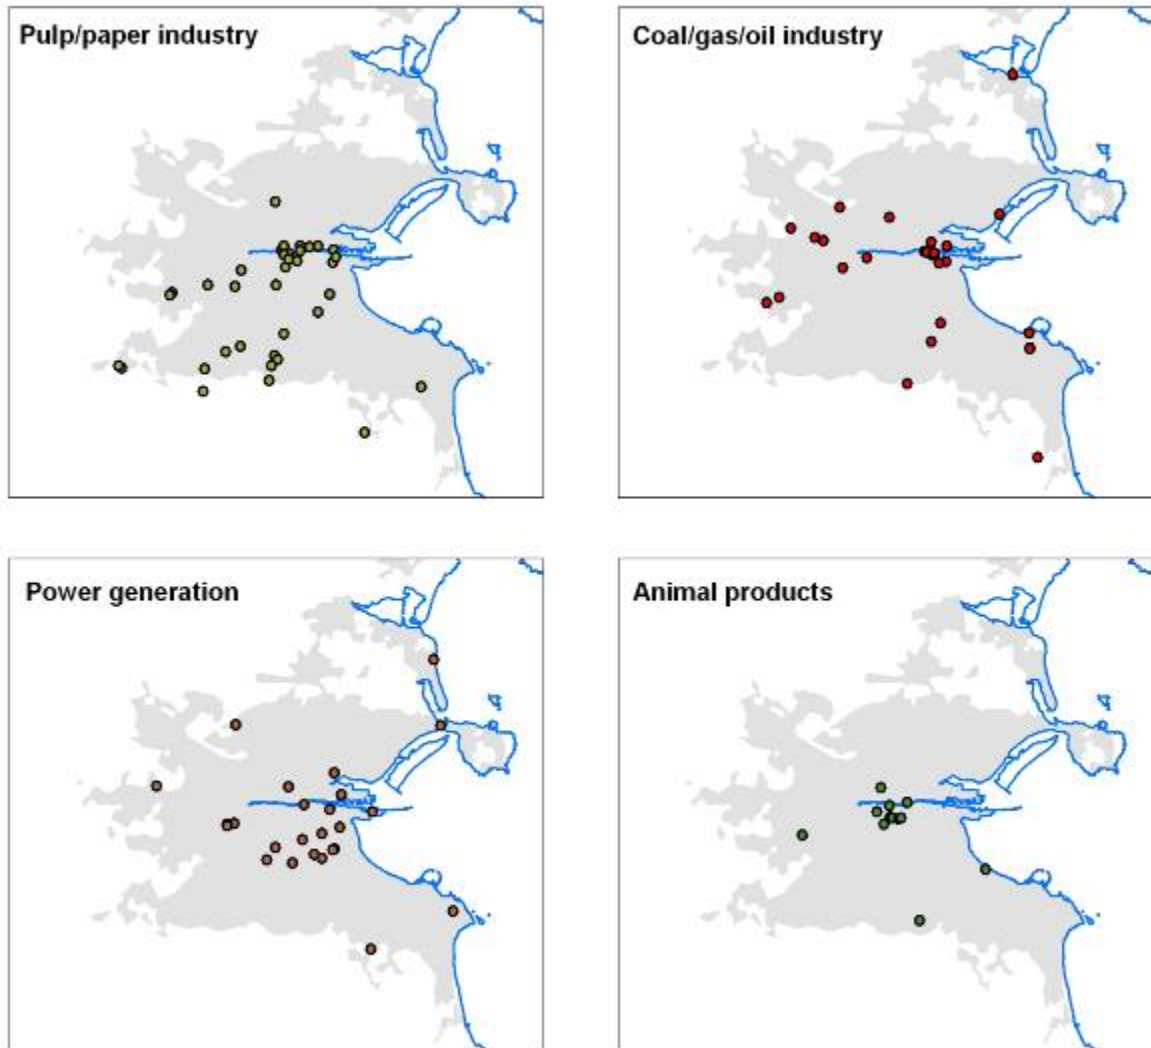 Pulp/paper industry
Coal/gas/oil industry
Power generation
Animal products